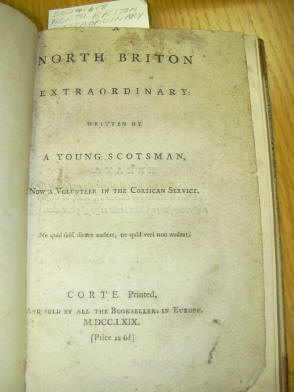 NORTH BRITON
A
NORTH BRITON
EXTRAORDINARY:
WRITTEN BY
A YOUNG SCOTSMAN,
NOW A VOLUNTEER IN THE CORSICAN SERVICE.
Ne quid falsi dicere audeat, ne quid veri non audeat.
CORTE Printed,
AND SOLD BY ALL THE BOOKSELLERS IN EUROPE.
M.DCC.LXIX.
[Price 1s 6d]